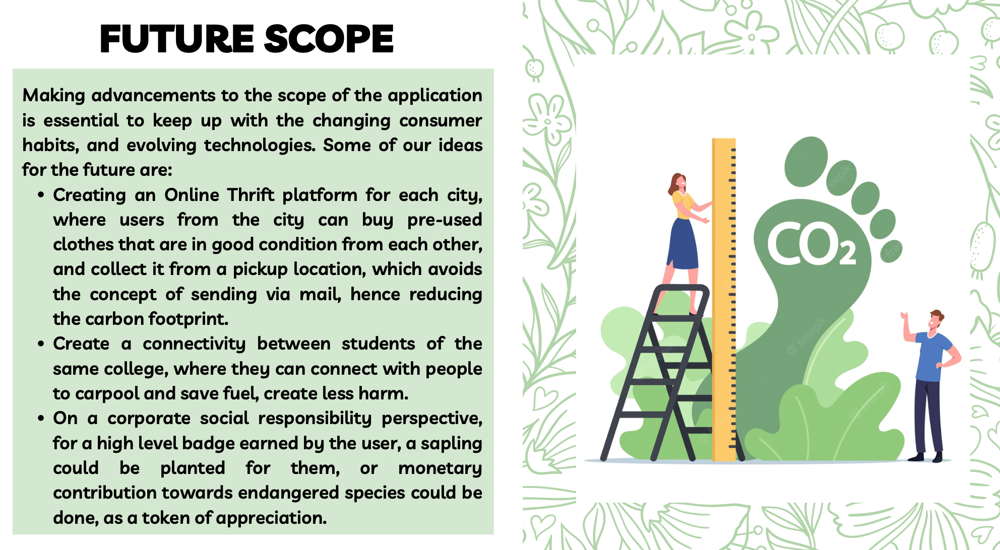 FUTURE SCOPE
Making advancements to the scope of the application
is essential to keep up with the changing consumer
habits, and evolving technologies. Some of our ideas
for the future are:
• Creating an Online Thrift platform for each city,
where users from the city can buy pre-used
clothes that are in good condition from each other,
and collect it from a pickup location, which avoids
the concept of sending via mail, hence reducing
the carbon footprint.
• Create a connectivity between students of the
same college, where they can connect with people
to carpool and save fuel, create less harm.
• On a corporate social responsibility perspective,
for a high level badge earned by the user, a sapling
could be planted for them, or monetary
contribution towards endangered species could be
done, as a token of appreciation.
CO₂
eepik
free
freepik
freepik
freepik
freepik